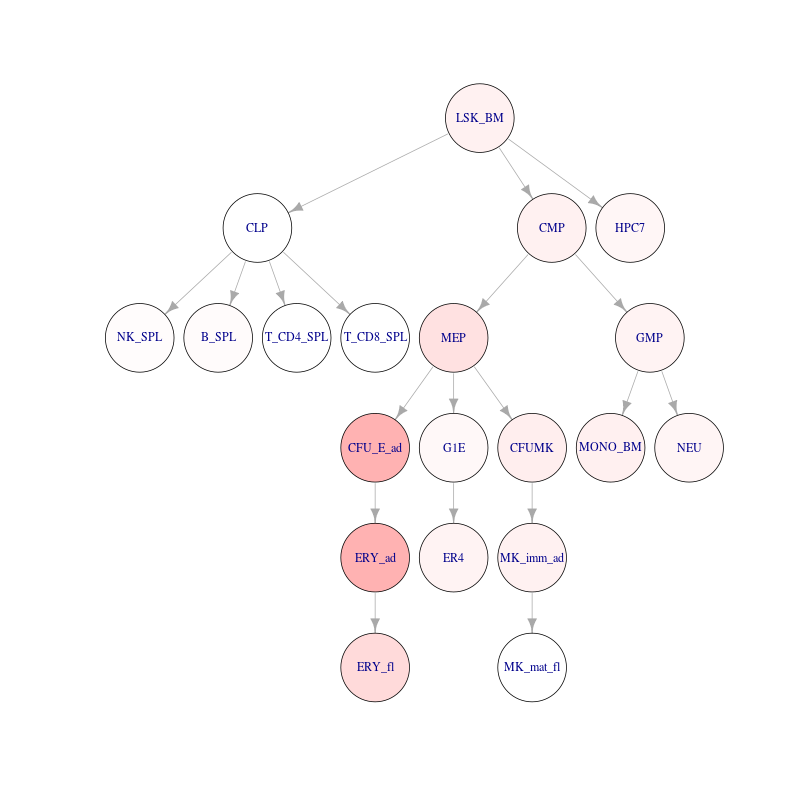 LSK_BM
CLP
CMP
HPC7
NK_SPL
B_SPL
T_CD4_SPL
T_CD8_SPL
MEP
GMP
CFU_E_ad
G1E
CFUMK
MONO_BM
NEU
ERY_ad
ER4
MK_imm_ad
ERY_fl
MK_mat_fl